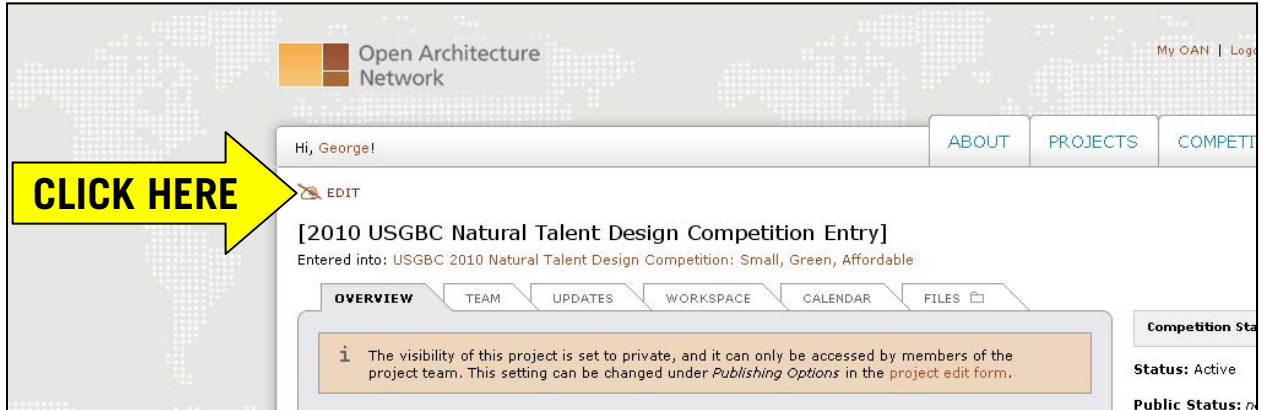 Open Architecture
Network
My OAN | Logo
Hi, George!
ABOUT
PROJECTS
COMPETI
CLICK HERE
EDIT
[2010 USGBC Natural Talent Design Competition Entry]
Entered into: USGBC 2010 Natural Talent Design Competition: Small, Green, Affordable
OVERVIEW
TEAM
UPDATES
WORKSPACE
CALENDAR
FILES
Competition Sta
i The visibility of this project is set to private, and it can only be accessed by members of the
project team. This setting can be changed under Publishing Options in the project edit form.
Status: Active
Public Status: